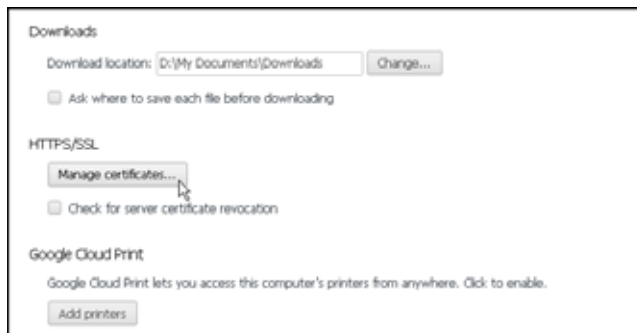 Downloads
Download location: D:\My Documents\Downloads Change...
Ask where to save each file before downloading
HTTPS/SSL
Manage certificates...
Check for server certificate revocation
Google Cloud Print
Google Cloud Print lets you access this computer's printers from anywhere. Click to enable.
Add printers